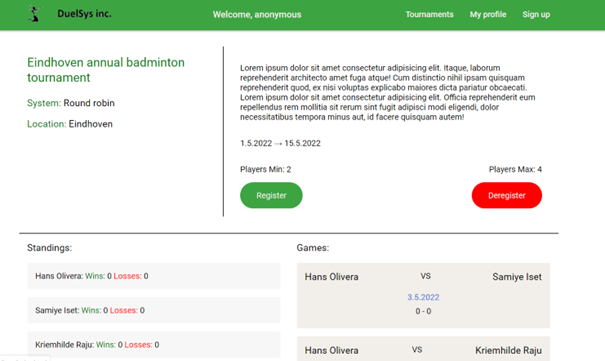 DuelSys inc.
Welcome, anonymous
Tournaments
My profile
Sign up
Eindhoven annual badminton
tournament
System: Round robin
Location: Eindhoven
Lorem ipsum dolor sit amet consectetur adipisicing elit. Itaque, laborum
reprehenderit architecto amet fuga atque! Cum distinctio nihil ipsam quisquam
reprehenderit quod, ex nisi voluptas explicabo maiores dicta pariatur obcaecati.
Lorem ipsum dolor sit amet consectetur adipisicing elit. Officia reprehenderit eum
repellendus rem mollitia sit rerum sint fugit adipisci modi eligendi, dolor
necessitatibus tempora minus aut, id facere quisquam autem!
1.5.2022 → 15.5.2022
Players Min: 2
Players Max: 4
Register
Deregister
Standings:
Hans Olivera: Wins: 0 Losses: 0
Samiye Iset: Wins: 0 Losses: 0
Kriemhilde Raju: Wins: 0 Losses: 0
Games:
Hans Olivera
VS
Samiye Iset
3.5.2022
0 - 0
Hans Olivera
VS
Kriemhilde Raju